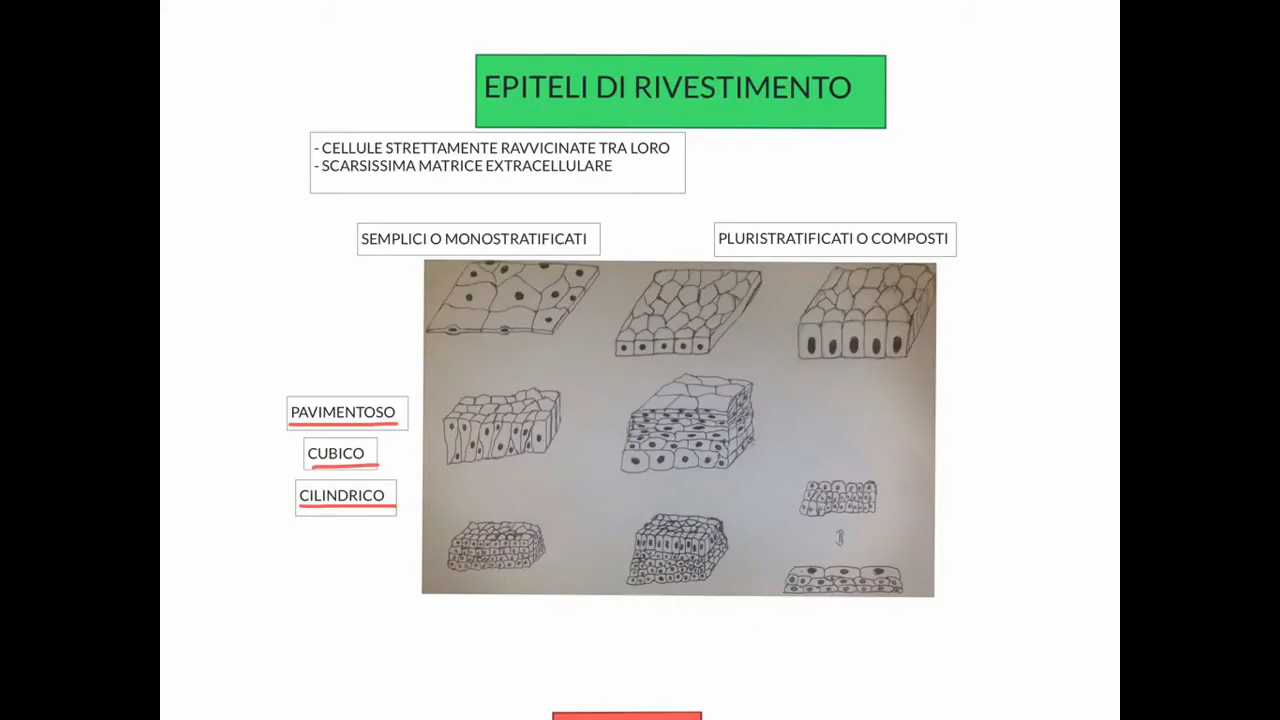 EPITELI DI RIVESTIMENTO
- CELLULE STRETTAMENTE RAVVICINATE TRA LORO
- SCARSISSIMA MATRICE EXTRACELLULARE
SEMPLICI O MONOSTRATIFICATI
PLURISTRATIFICATI O COMPOSTI
PAVIMENTOSO
CUBICO
CILINDRICO